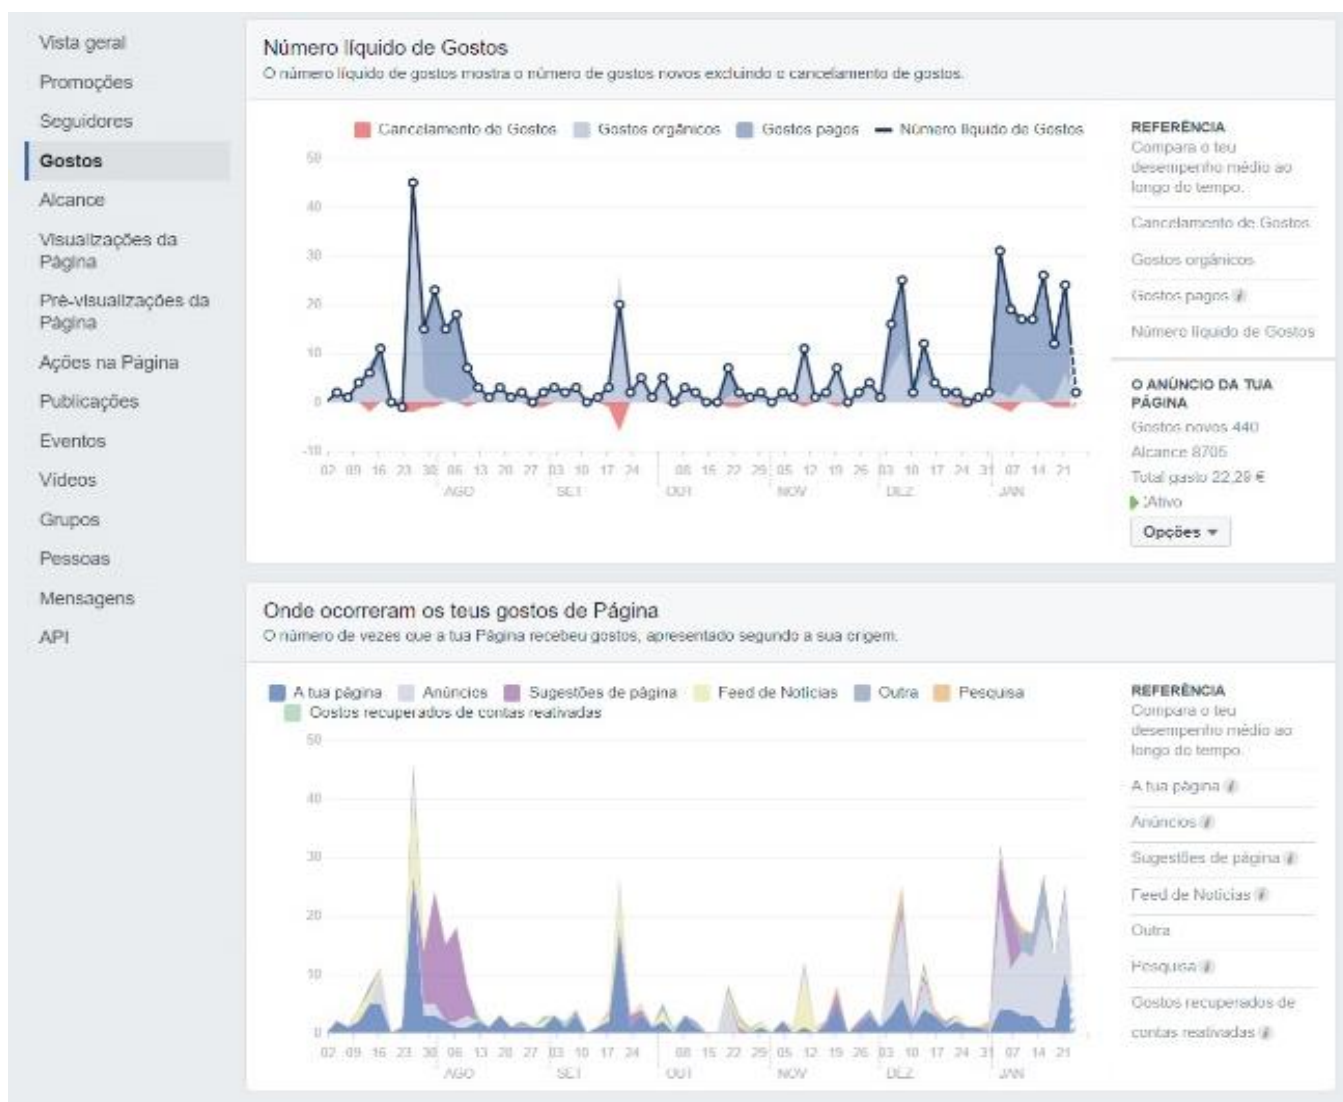 Vista geral
Promoções
Seguidores
Gostos
Alcance
Visualizações da
Página
Pré-visualizações da
Página
Ações na Página
Publicações
Eventos
Vídeos
Grupos
Pessoas
Mensagens
API
Número líquido de Gostos
O número líquido de gostos mostra o número de gostos novos excluindo o cancelamento de gostos.
Cancelamento de Gostos Gostos orgânicos Gostos pagos Número líquido de Gostos
50
40
30
20
10
0
-10
02 09 16 23 30 06 13 20 27 03 10 17 24 08 15 22 29 05 12 19 26 03 10 17 24 31 07 14 21
AGO SET OUT NOV DEZ JAN
REFERÊNCIA
Compara o teu
desempenho médio ao
longo do tempo.
Cancelamento de Gostos
Gostos orgânicos
Gostos pagos i
Número líquido de Gostos
O ANÚNCIO DA TUA
PÁGINA
Gostos novos 440
Alcance 8705
Total gasto 22,29 €
Ativo
Opções
Onde ocorreram os teus gostos de Página
O número de vezes que a tua Página recebeu gostos, apresentado segundo a sua origem.
A tua página Anúncios Sugestões de página Feed de Notícias Outra Pesquisa
Gostos recuperados de contas reativadas
50
40
30
20
10
0
02 09 16 23 30 06 13 20 27 03 10 17 24 08 15 22 29 05 12 19 26 03 10 17 24 31 07 14 21
AGO SET OUT NOV DEZ JAN
REFERÊNCIA
Compara o teu
desempenho médio ao
longo do tempo.
A tua página i
Anúncios i
Sugestões de página i
Feed de Notícias i
Outra
Pesquisa i
Gostos recuperados de
contas reativadas i